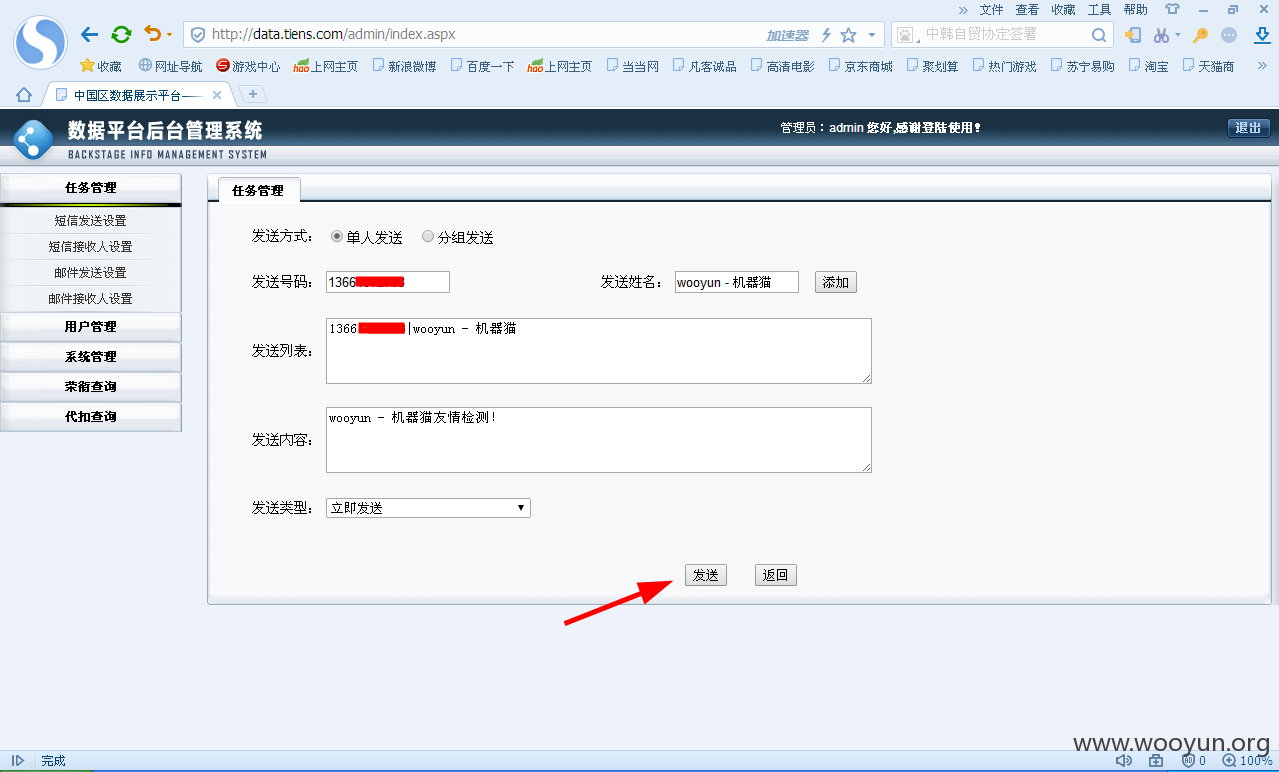 » 文件 查看 收藏 工具 帮助
http://data.tiens.com/admin/index.aspx 加速器 中韩自贸协定签署
收藏 网址导航 游戏中心 hao上网主页 新浪微博 百度一下 hao上网主页 当当网 凡客诚品 高清电影 京东商城 聚划算 热门游戏 苏宁易购 淘宝 天猫商 »
中国区数据展示平台—— × +
数据平台后台管理系统 管理员：admin 您好,感谢登陆使用！ 退出
BACKSTAGE INFO MANAGEMENT SYSTEM
任务管理
短信发送设置
短信接收人设置
邮件发送设置
邮件接收人设置
用户管理
系统管理
荣衔查询
代扣查询
任务管理
发送方式： 单人发送 分组发送
发送号码： 1366 发送姓名： wooyun - 机器猫 添加
发送列表： 1366 |wooyun - 机器猫
发送内容： wooyun - 机器猫友情检测!
发送类型： 立即发送
发送 返回
www.wooyun.org
完成 0 100%